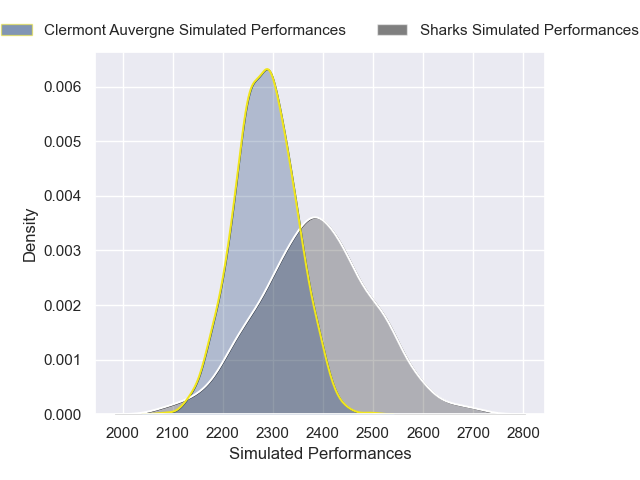 Clermont Auvergne Simulated Performances Sharks Simulated Performances
0.006
0.005
0.004
0.003
0.002
0.001
0.000
Density
2000 2100 2200 2300 2400 2500 2600 2700 2800
Simulated Performances